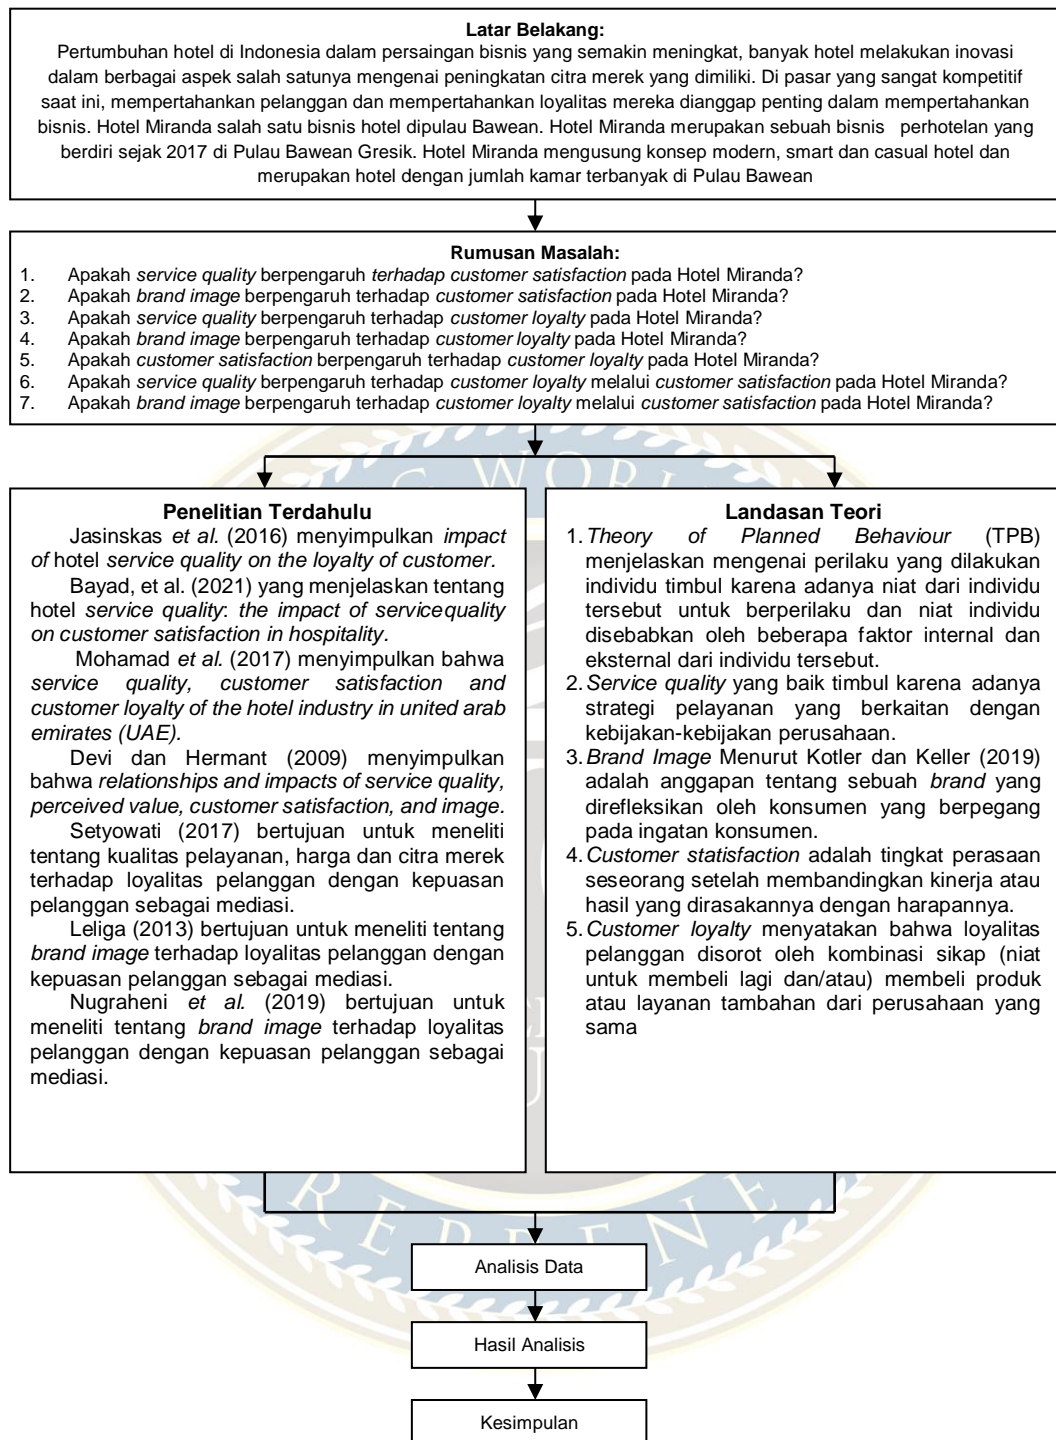 Latar Belakang:
Pertumbuhan hotel di Indonesia dalam persaingan bisnis yang semakin meningkat, banyak hotel melakukan inovasi
dalam berbagai aspek salah satunya mengenai peningkatan citra merek yang dimiliki. Di pasar yang sangat kompetitif
saat ini, mempertahankan pelanggan dan mempertahankan loyalitas mereka dianggap penting dalam mempertahankan
bisnis. Hotel Miranda salah satu bisnis hotel dipulau Bawean. Hotel Miranda merupakan sebuah bisnis perhotelan yang
berdiri sejak 2017 di Pulau Bawean Gresik. Hotel Miranda mengusung konsep modern, smart dan casual hotel dan
merupakan hotel dengan jumlah kamar terbanyak di Pulau Bawean
Rumusan Masalah:
1. Apakah service quality berpengaruh terhadap customer satisfaction pada Hotel Miranda?
2. Apakah brand image berpengaruh terhadap customer satisfaction pada Hotel Miranda?
3. Apakah service quality berpengaruh terhadap customer loyalty pada Hotel Miranda?
4. Apakah brand image berpengaruh terhadap customer loyalty pada Hotel Miranda?
5. Apakah customer satisfaction berpengaruh terhadap customer loyalty pada Hotel Miranda?
6. Apakah service quality berpengaruh terhadap customer loyalty melalui customer satisfaction pada Hotel Miranda?
7. Apakah brand image berpengaruh terhadap customer loyalty melalui customer satisfaction pada Hotel Miranda?
Penelitian Terdahulu
Jasinskas et al. (2016) menyimpulkan impact
of hotel service quality on the loyalty of customer.
Bayad, et al. (2021) yang menjelaskan tentang
hotel service quality: the impact of servicequality
on customer satisfaction in hospitality.
Mohamad et al. (2017) menyimpulkan bahwa
service quality, customer satisfaction and
customer loyalty of the hotel industry in united arab
emirates (UAE).
Devi dan Hermant (2009) menyimpulkan
bahwa relationships and impacts of service quality,
perceived value, customer satisfaction, and image.
Setyowati (2017) bertujuan untuk meneliti
tentang kualitas pelayanan, harga dan citra merek
terhadap loyalitas pelanggan dengan kepuasan
pelanggan sebagai mediasi.
Leliga (2013) bertujuan untuk meneliti tentang
brand image terhadap loyalitas pelanggan dengan
kepuasan pelanggan sebagai mediasi.
Nugraheni et al. (2019) bertujuan untuk
meneliti tentang brand image terhadap loyalitas
pelanggan dengan kepuasan pelanggan sebagai
mediasi.
Landasan Teori
1. Theory of Planned Behaviour (TPB)
menjelaskan mengenai perilaku yang dilakukan
individu timbul karena adanya niat dari individu
tersebut untuk berperilaku dan niat individu
disebabkan oleh beberapa faktor internal dan
eksternal dari individu tersebut.
2. Service quality yang baik timbul karena adanya
strategi pelayanan yang berkaitan dengan
kebijakan-kebijakan perusahaan.
3. Brand Image Menurut Kotler dan Keller (2019)
adalah anggapan tentang sebuah brand yang
direfleksikan oleh konsumen yang berpegang
pada ingatan konsumen.
4. Customer statisfaction adalah tingkat perasaan
seseorang setelah membandingkan kinerja atau
hasil yang dirasakannya dengan harapannya.
5. Customer loyalty menyatakan bahwa loyalitas
pelanggan disorot oleh kombinasi sikap (niat
untuk membeli lagi dan/atau) membeli produk
atau layanan tambahan dari perusahaan yang
sama
Analisis Data
Hasil Analisis
Kesimpulan